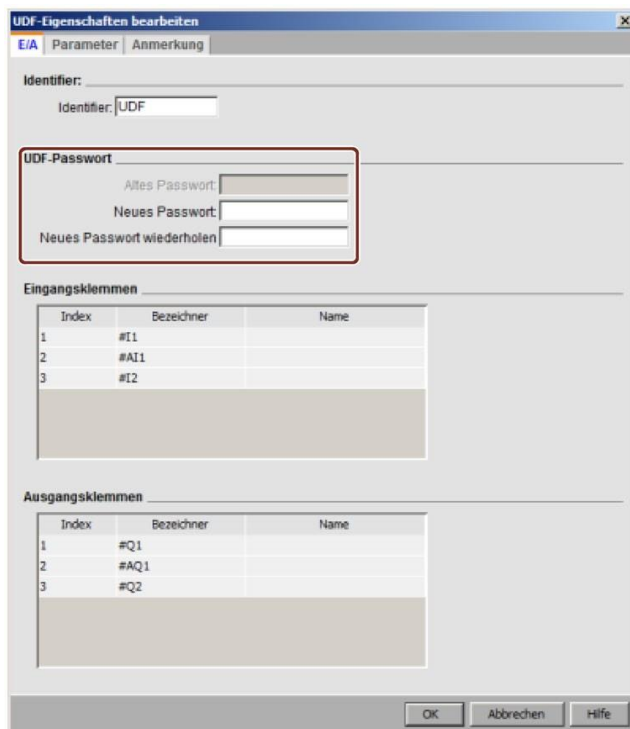 UDF-Eigenschaften bearbeiten
E/A Parameter Anmerkung
Identifier:
Identifier: UDF
UDF-Passwort
Altes Passwort:
Neues Passwort:
Neues Passwort wiederholen
Eingangsklemmen
Index Bezeichner Name
1 #I1
2 #AI1
3 #I2
Ausgangsklemmen
Index Bezeichner Name
1 #Q1
2 #AQ1
3 #Q2
OK Abbrechen Hilfe